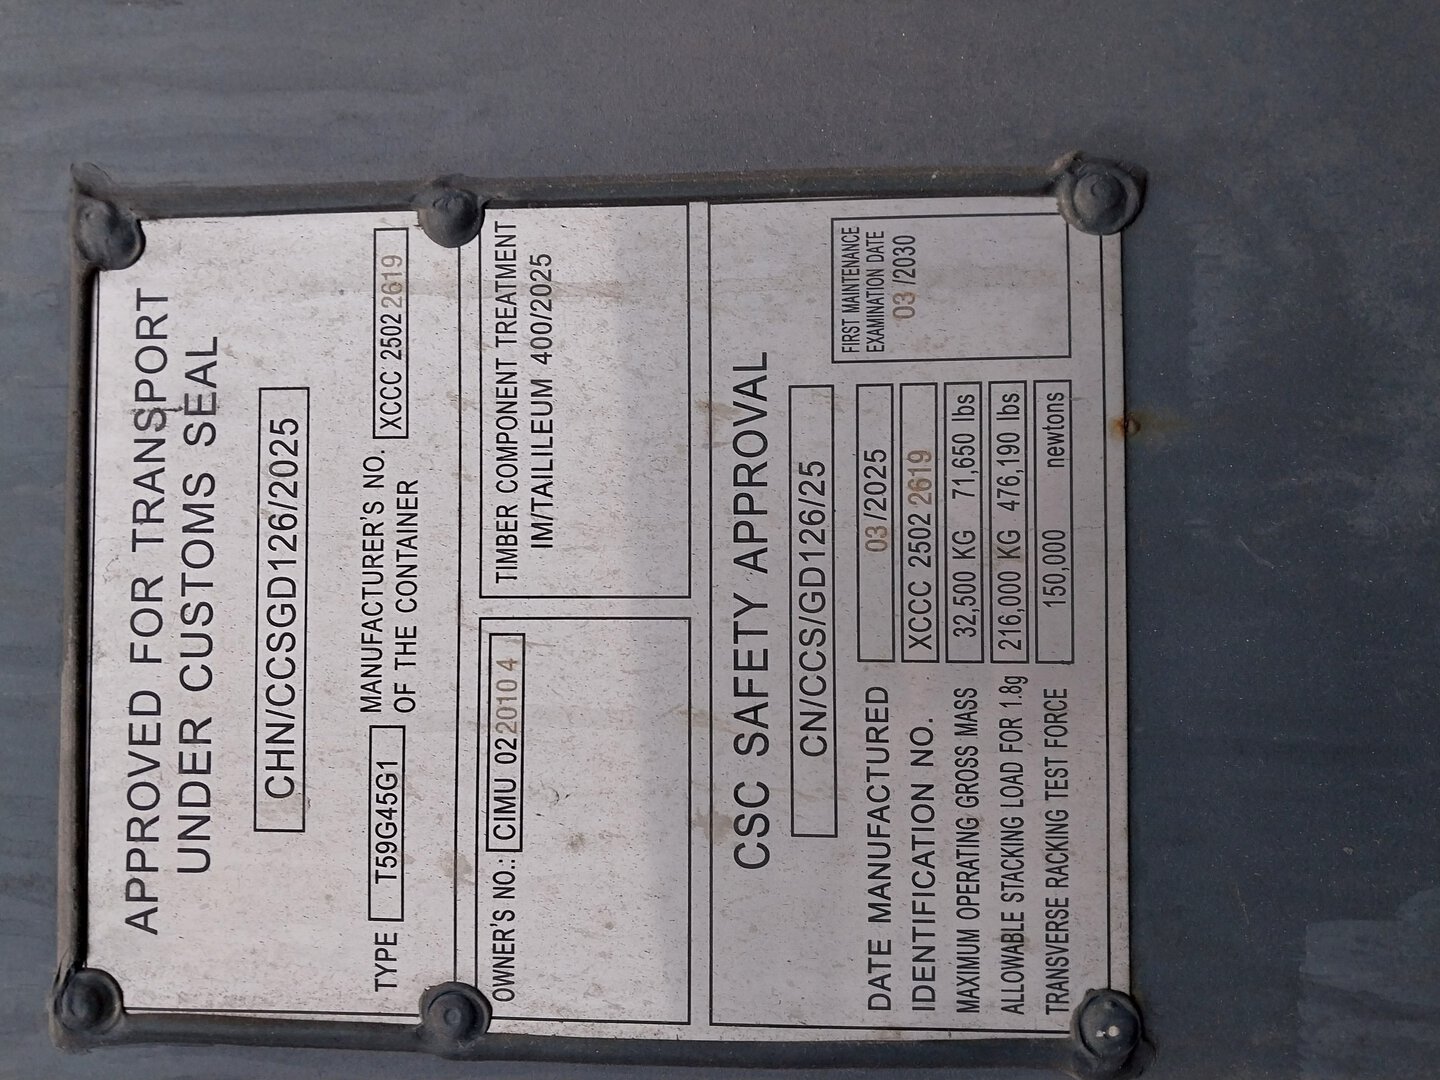 APPROVED FOR TRANSPORT
UNDER CUSTOMS SEAL
CHN/CCSGD126/2025
TYPE T59G45G1 MANUFACTURER'S NO. OF THE CONTAINER XCCC 2502 2619
OWNER'S NO.: CIMU 02 2010 4
TIMBER COMPONENT TREATMENT
IM/TAILILEUM 400/2025
CSC SAFETY APPROVAL
CN/CCS/GD126/25
DATE MANUFACTURED 03 /2025
IDENTIFICATION NO. XCCC 2502 2619
MAXIMUM OPERATING GROSS MASS 32,500 KG 71,650 lbs
ALLOWABLE STACKING LOAD FOR 1.8g 216,000 KG 476,190 lbs
TRANSVERSE RACKING TEST FORCE 150,000 newtons
FIRST MAINTENANCE
EXAMINATION DATE
03 /2030